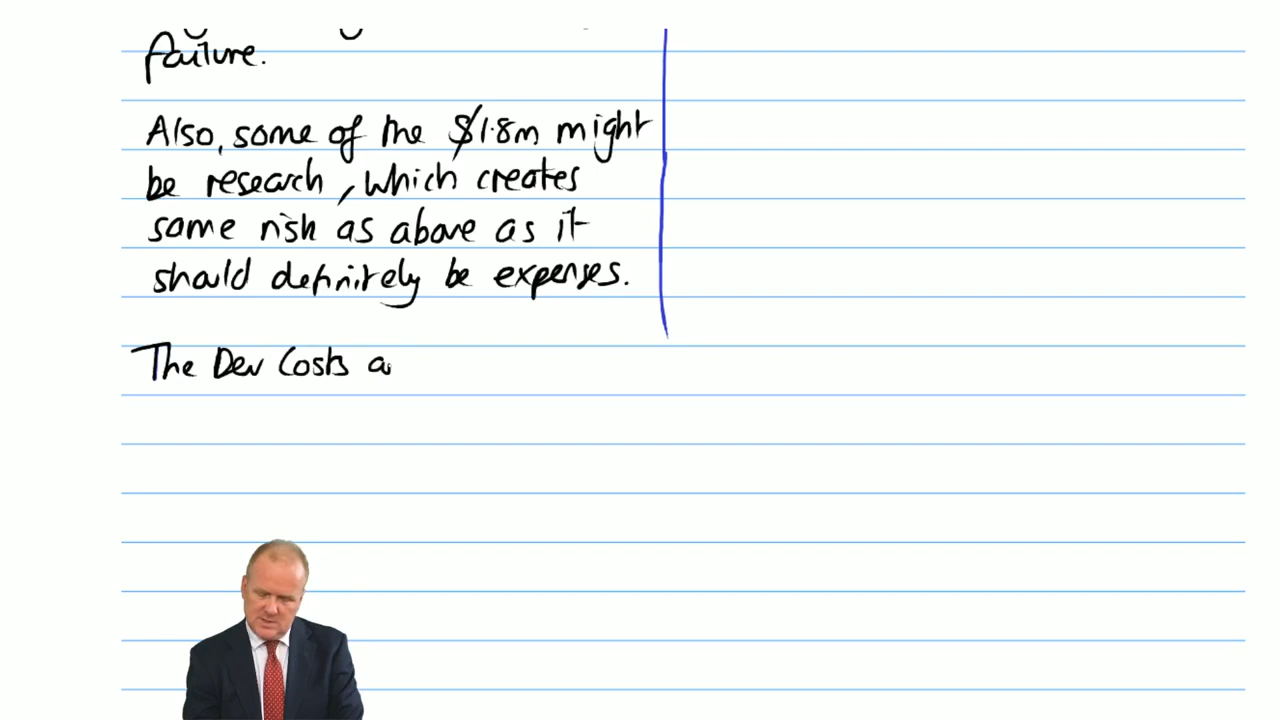 failure.
Also, some of the $1.8m might
be research, which creates
same risk as above as it
should definitely be expenses.
The Dev Costs a